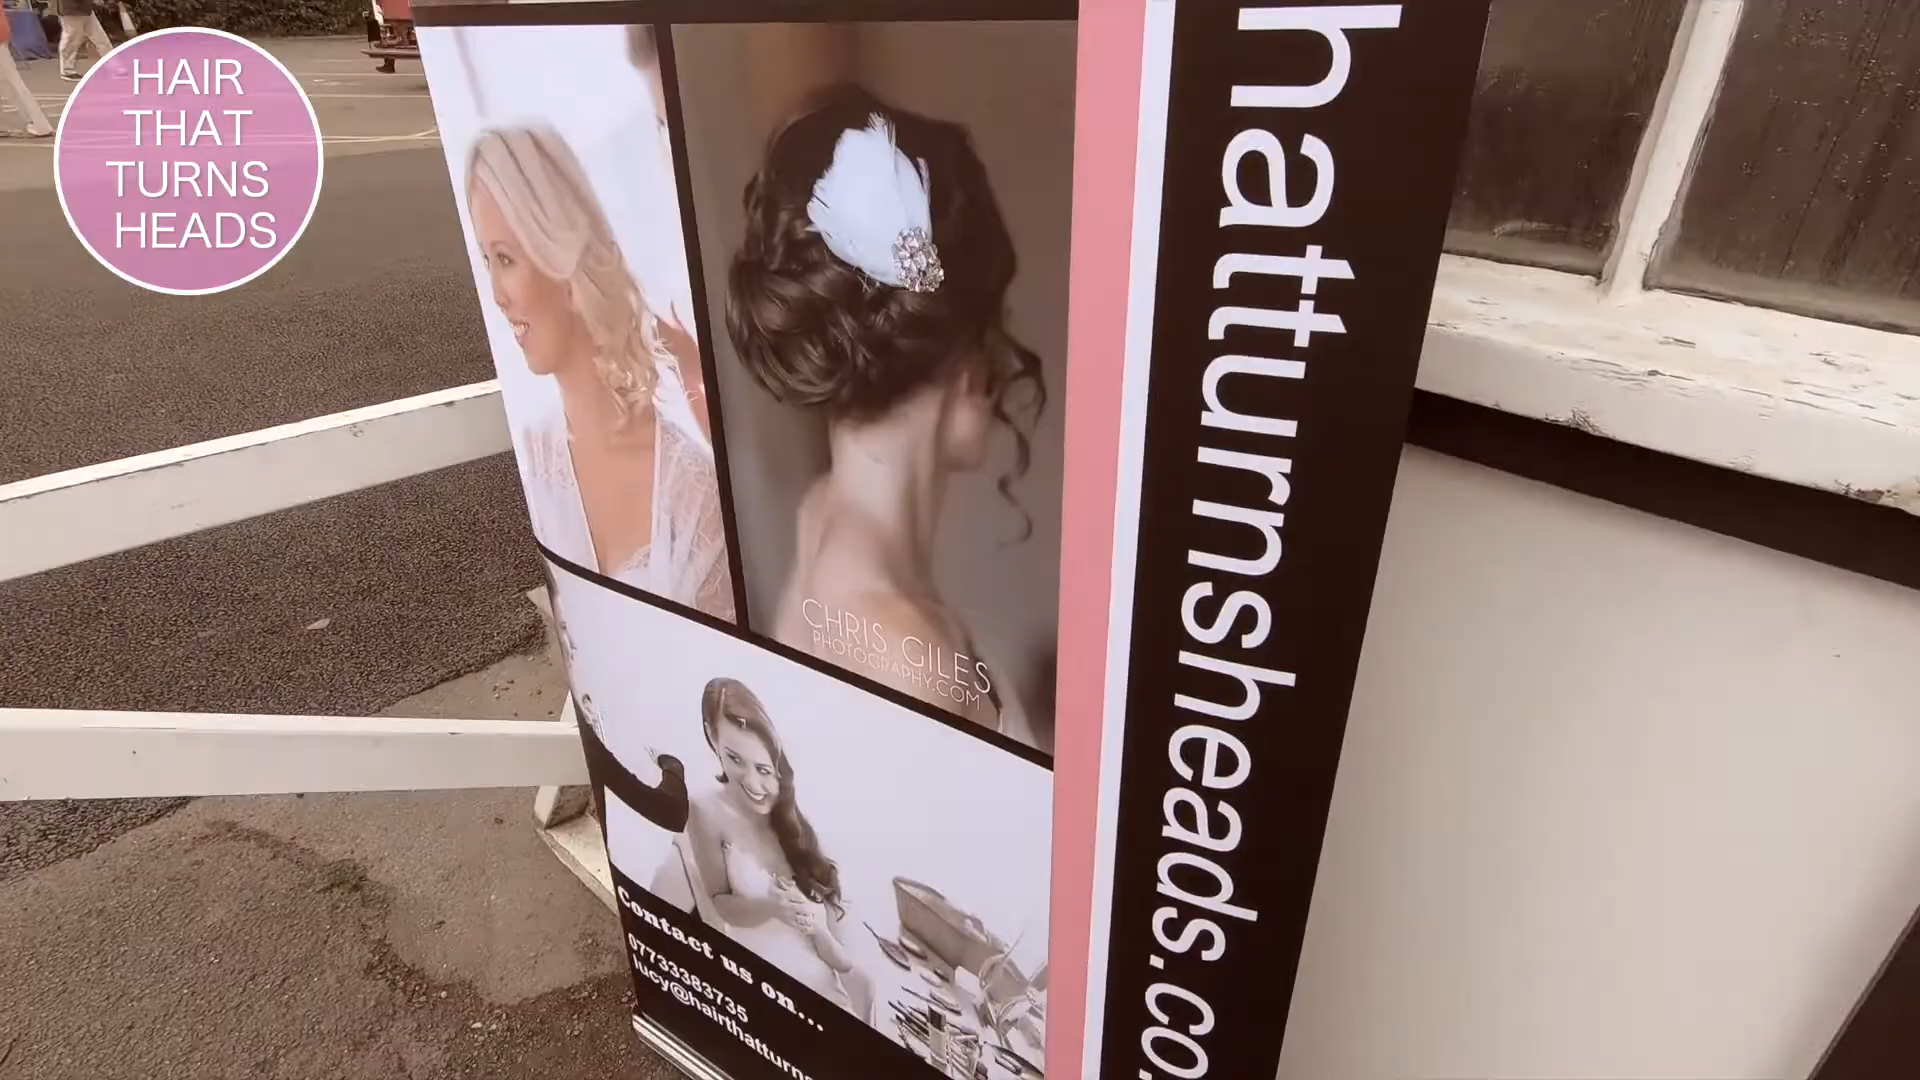 HAIR
THAT
TURNS
HEADS
CHRIS GILES
PHOTOGRAPHY.COM
Contact us on...
07733383735
lucy@hairthatturns
hatturnsheads.co.